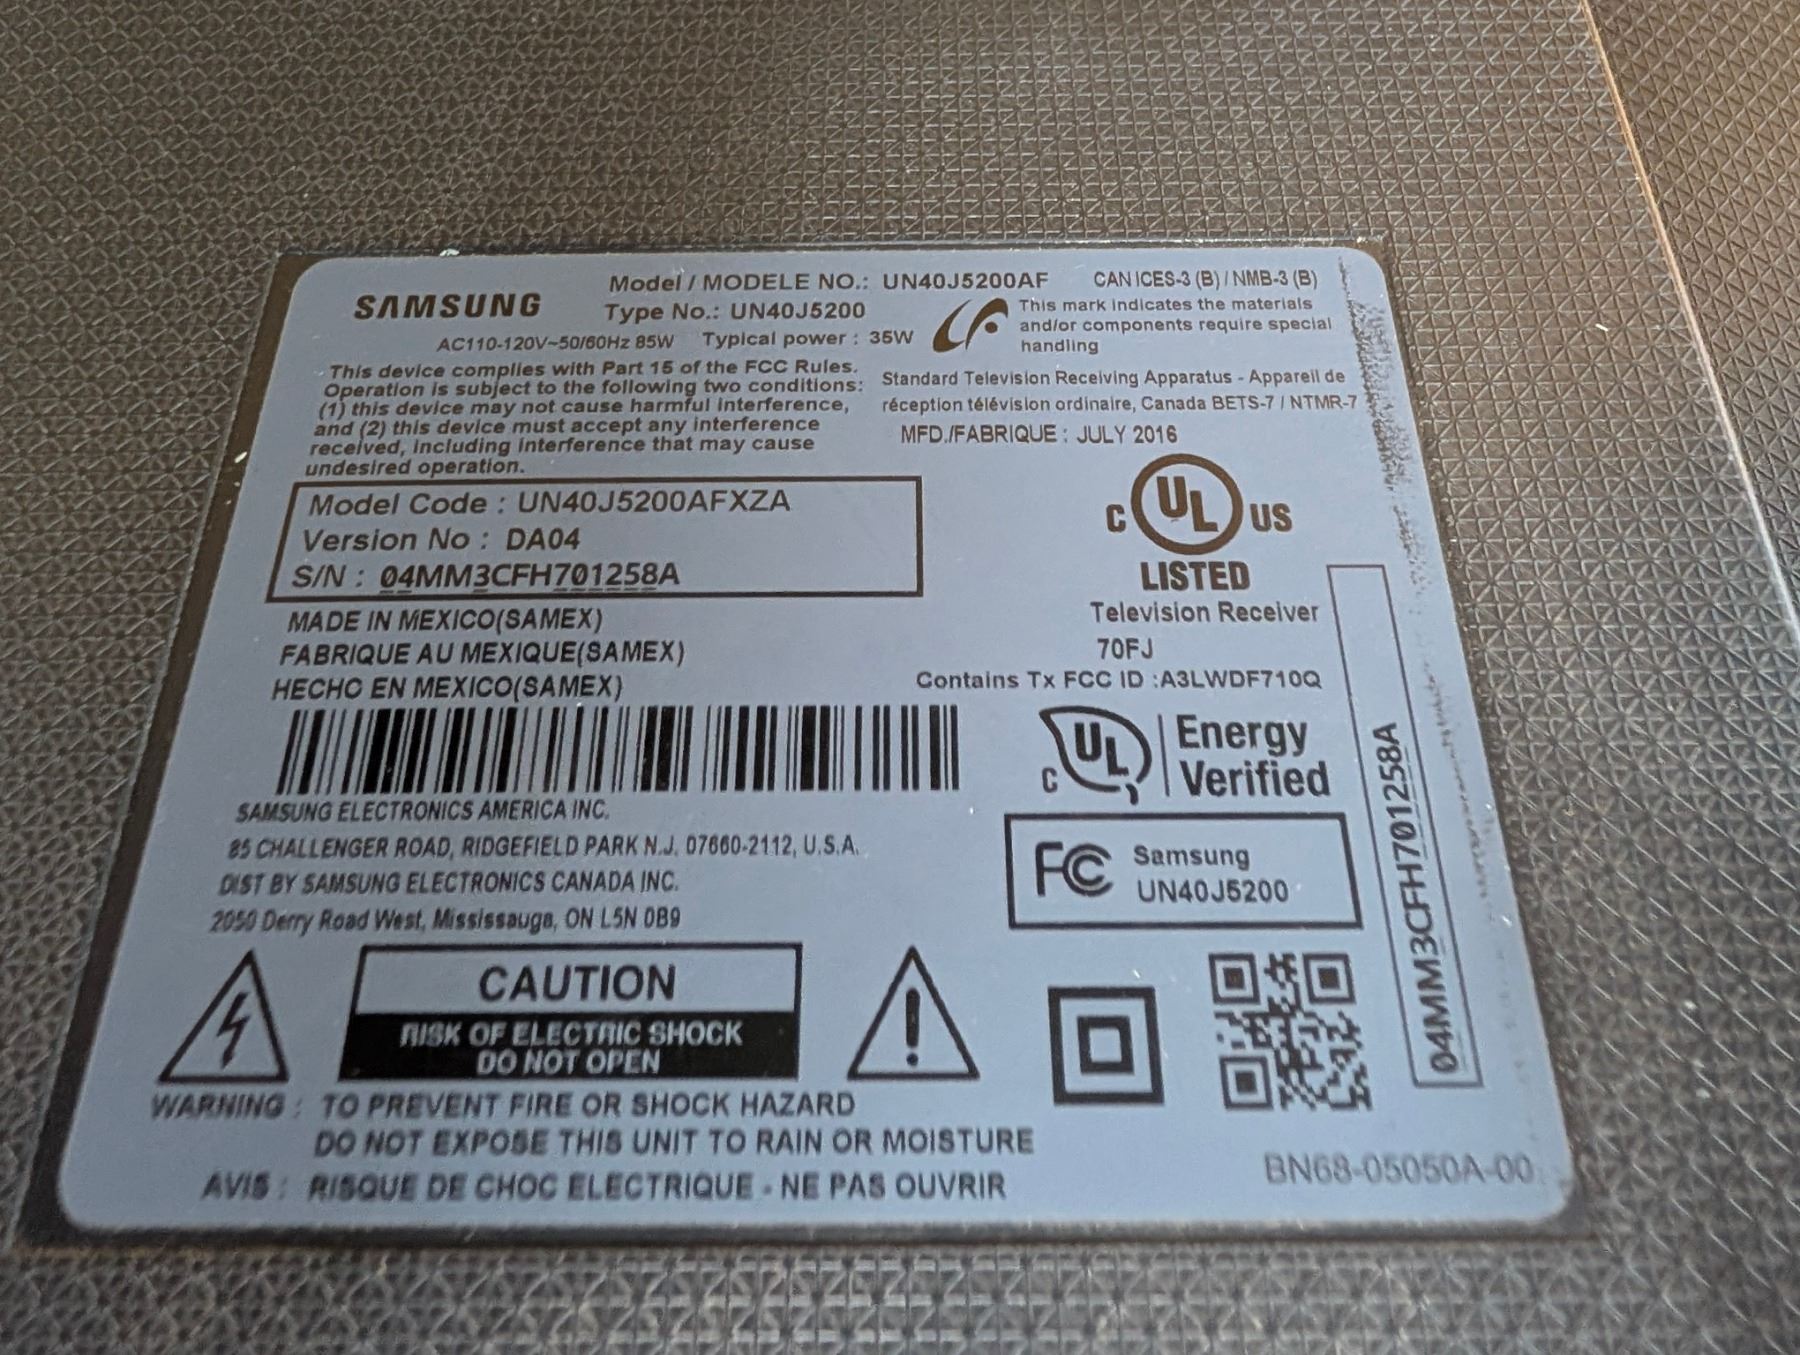 SAMSUNG
Model / MODELE NO.: UN40J5200AF
Type No.: UN40J5200
AC110-120V~50/60Hz 85W Typical power : 35W
CAN ICES-3 (B) / NMB-3 (B)
This mark indicates the materials
and/or components require special
handling
This device complies with Part 15 of the FCC Rules.
Operation is subject to the following two conditions:
(1) this device may not cause harmful interference,
and (2) this device must accept any interference
received, including interference that may cause
undesired operation.
Standard Television Receiving Apparatus - Appareil de
réception télévision ordinaire, Canada BETS-7 / NTMR-7
MFD./FABRIQUE : JULY 2016
Model Code : UN40J5200AFXZA
Version No : DA04
S/N : 04MM3CFH701258A
C UL US
LISTED
Television Receiver
70FJ
Contains Tx FCC ID :A3LWDF710Q
MADE IN MEXICO(SAMEX)
FABRIQUE AU MEXIQUE(SAMEX)
HECHO EN MEXICO(SAMEX)
C UL Energy
Verified
SAMSUNG ELECTRONICS AMERICA INC.
85 CHALLENGER ROAD, RIDGEFIELD PARK N.J. 07660-2112, U.S.A.
DIST BY SAMSUNG ELECTRONICS CANADA INC.
2050 Derry Road West, Mississauga, ON L5N 0B9
FC Samsung
UN40J5200
04MM3CFH701258A
CAUTION
RISK OF ELECTRIC SHOCK
DO NOT OPEN
WARNING : TO PREVENT FIRE OR SHOCK HAZARD
DO NOT EXPOSE THIS UNIT TO RAIN OR MOISTURE
AVIS : RISQUE DE CHOC ELECTRIQUE - NE PAS OUVRIR
BN68-05050A-00